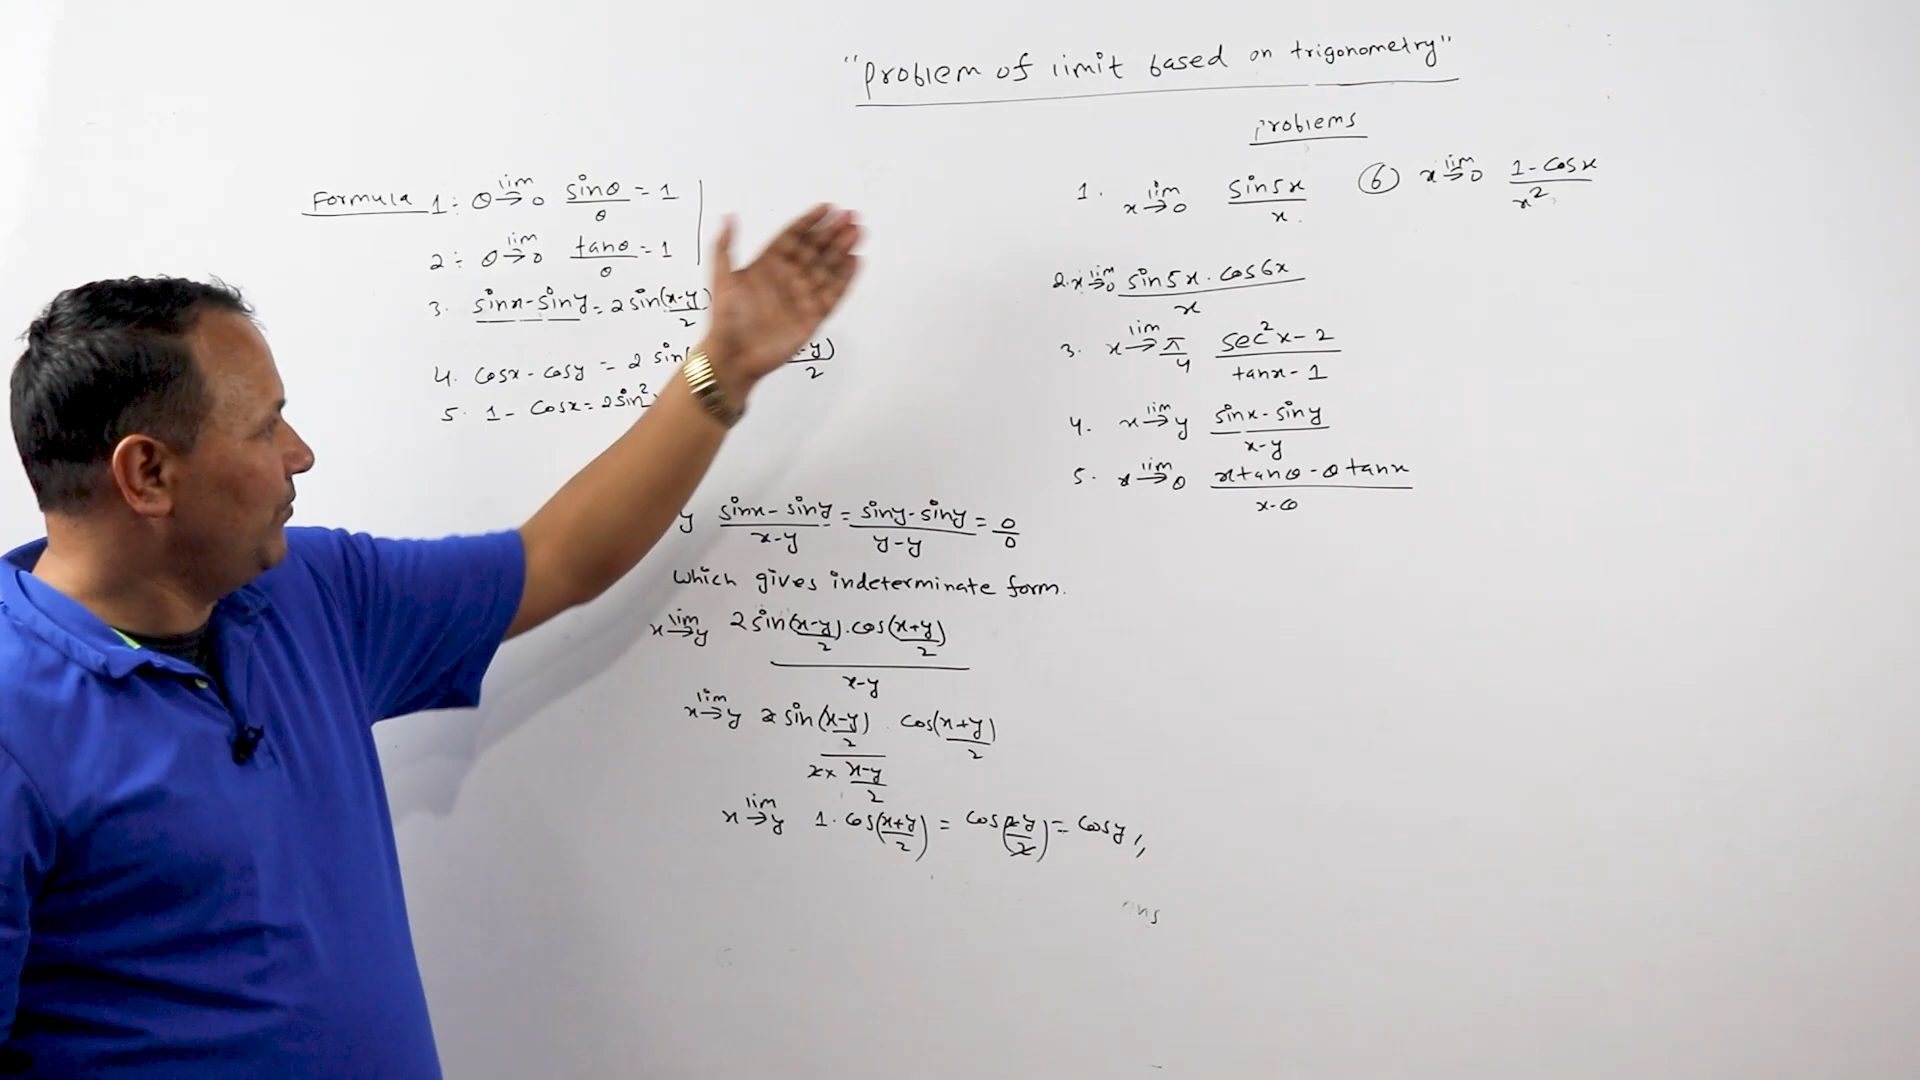 "Problem of limit based on trigonometry"
Problems
Formula 1:- θ→0 lim sinθ/θ = 1
2:- θ→0 lim tanθ/θ = 1
3. sinx-siny = 2sin(x-y)/2
4. cosx-cosy = 2 sin
5. 1-cosx = 2sin²
1. x→0 lim sin5x/x
⑥ x→0 lim 1-cosx/x²
2. x→0 lim sin5x.cos6x/x
3. x→π/4 lim sec²x-2/tanx-1
4. x→y lim sinx-siny/x-y
5. x→θ lim xtanθ-θtanx/x-θ
y sinx-siny/x-y = siny-siny/y-y = 0/0
which gives indeterminate form.
x→y lim 2sin(x-y/2).cos(x+y/2)/x-y
x→y lim 2sin(x-y/2)/2×x-y/2 . cos(x+y/2)
x→y lim 1.cos(x+y/2) = cos(2y/2) = cosy,,